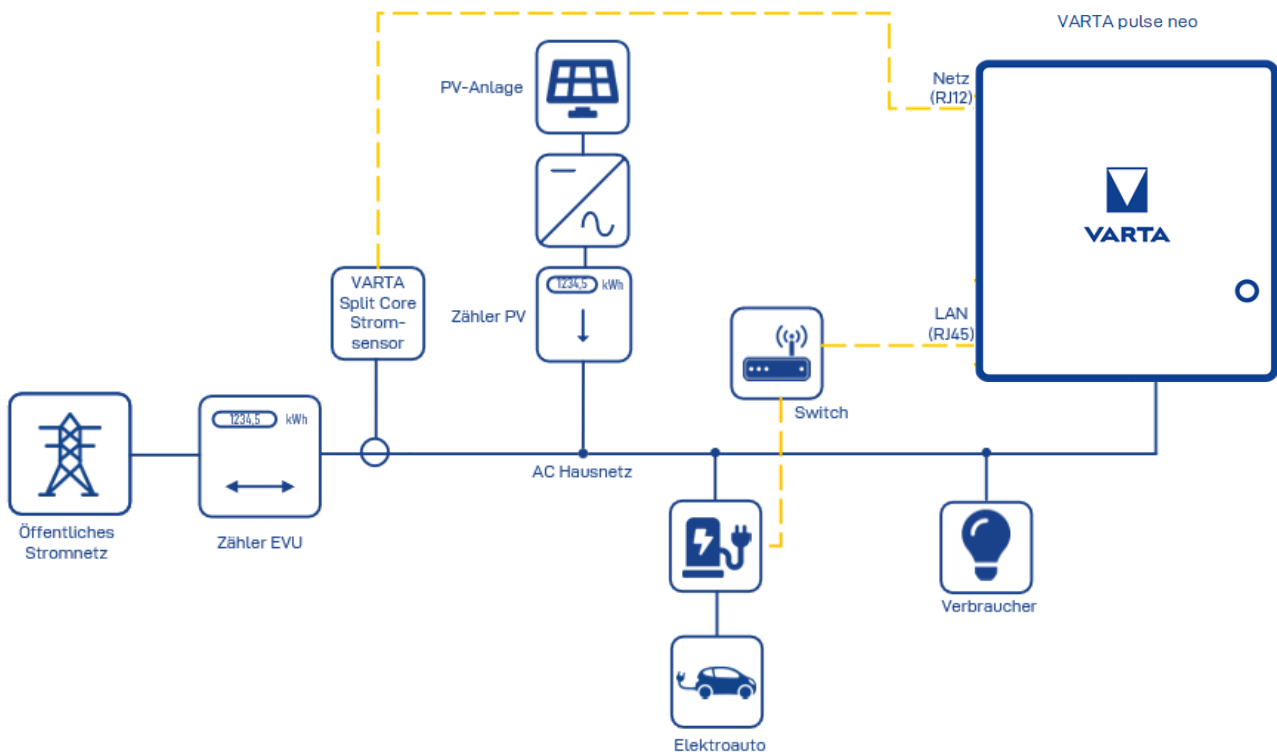 VARTA pulse neo
Netz
(RJ12)
PV-Anlage
VARTA
VARTA
Split Core
Strom-
sensor
1234,5 kWh
Zähler PV
LAN
(RJ45)
Switch
1234,5 kWh
AC Hausnetz
Öffentliches
Stromnetz
Zähler EVU
Verbraucher
Elektroauto